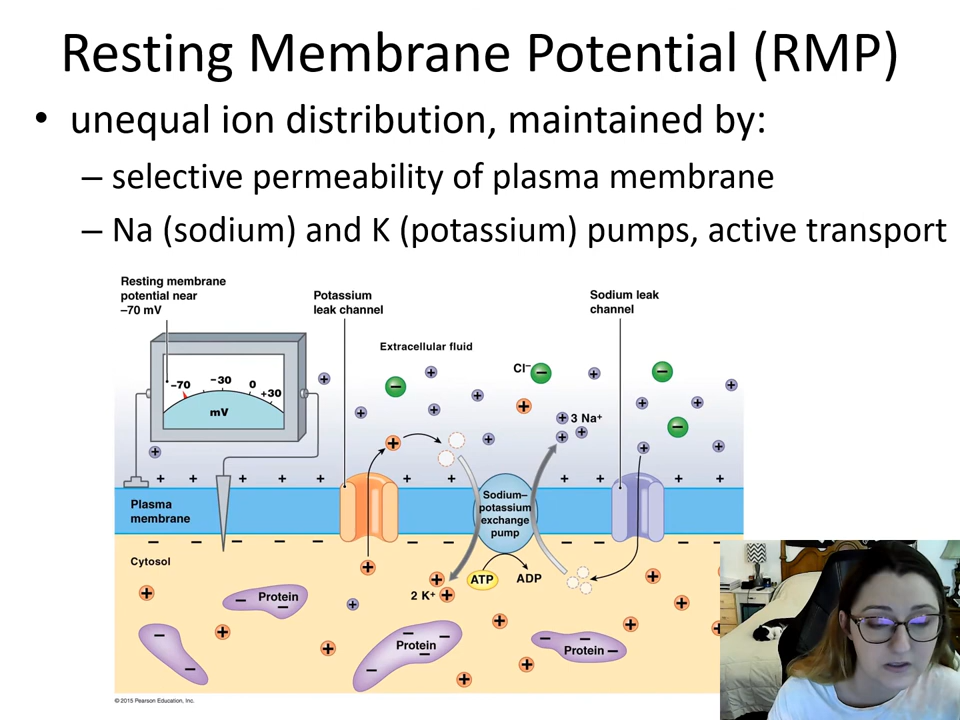 Resting Membrane Potential (RMP)
• unequal ion distribution, maintained by:
– selective permeability of plasma membrane
– Na (sodium) and K (potassium) pumps, active transport
Resting membrane
potential near
–70 mV
Potassium
leak channel
Sodium leak
channel
Extracellular fluid
Cl⁻
–70
–30
0
+30
mV
3 Na⁺
Plasma
membrane
Sodium–
potassium
exchange
pump
Cytosol
ATP
ADP
2 K⁺
Protein
Protein
Protein
© 2015 Pearson Education, Inc.